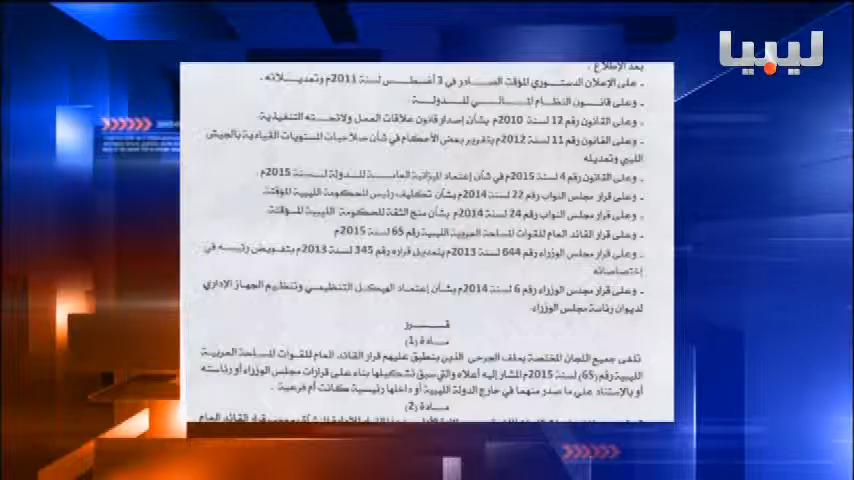 ليبيا
بعد الإطلاع :
ـ على الإعلان الدستوري المؤقت الصادر في 3 أغسطس لسنة 2011م وتعديلاته .
ـ وعلى قانون النظام المالي للدولة .
ـ وعلى القانون رقم 12 لسنة 2010م بشأن إصدار قانون علاقات العمل ولائحته التنفيذية
ـ وعلى القانون رقم 11 لسنة 2012م بتقرير بعض الأحكام في شأن صلاحيات المستويات القيادية بالجيش
الليبي وتعديله
ـ وعلى القانون رقم 4 لسنة 2015م في شأن إعتماد الميزانية العامة للدولة لسنة 2015م .
ـ وعلى قرار مجلس النواب رقم 22 لسنة 2014م بشأن تكليف رئيس للحكومة الليبية المؤقتة.
ـ وعلى قرار مجلس النواب رقم 24 لسنة 2014م بشأن منح الثقة للحكومة الليبية المؤقتة.
ـ وعلى قرار القائد العام للقوات المسلحة العربية الليبية رقم 65 لسنة 2015م
ـ وعلى قرار مجلس الوزراء رقم 644 لسنة 2013م بتعديل قراره رقم 345 لسنة 2013م بتفويض رئيسه في
إختصاصاته
ـ وعلى قرار مجلس الوزراء رقم 6 لسنة 2014م بشأن إعتماد الهيكل التنظيمي وتنظيم الجهاز الإداري
لديوان رئاسة مجلس الوزراء.
قـــرر
مادة (1)
تلغى جميع اللجان المختصة بملف الجرحى الذين ينطبق عليهم قرار القائد العام للقوات المسلحة العربية
الليبية رقم (65) لسنة 2015م المشار إليه أعلاه والتي سبق تشكيلها بناء على قرارات مجلس الوزراء أو رئاسته
أو بالإستناد على ما صدر منهما في خارج الدولة الليبية أو داخلها رئيسية كانت أم فرعية .
مادة (2)
قرار القائد العام